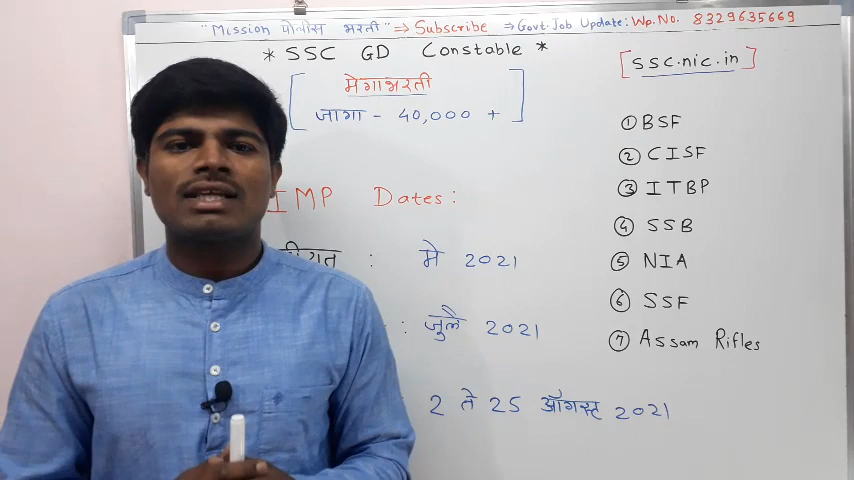 "Mission पोलीस भरती" ⇒ Subscribe ⇒ Govt. Job Update: Wp. No. 8329635669
* SSC GD Constable *
[मेगाभरती
जागा - 40,000 +]
IMP Dates:
: मे 2021
: जुलै 2021
2 ते 25 ऑगस्ट 2021
[ssc.nic.in]
① BSF
② CISF
③ ITBP
④ SSB
⑤ NIA
⑥ SSF
⑦ Assam Rifles